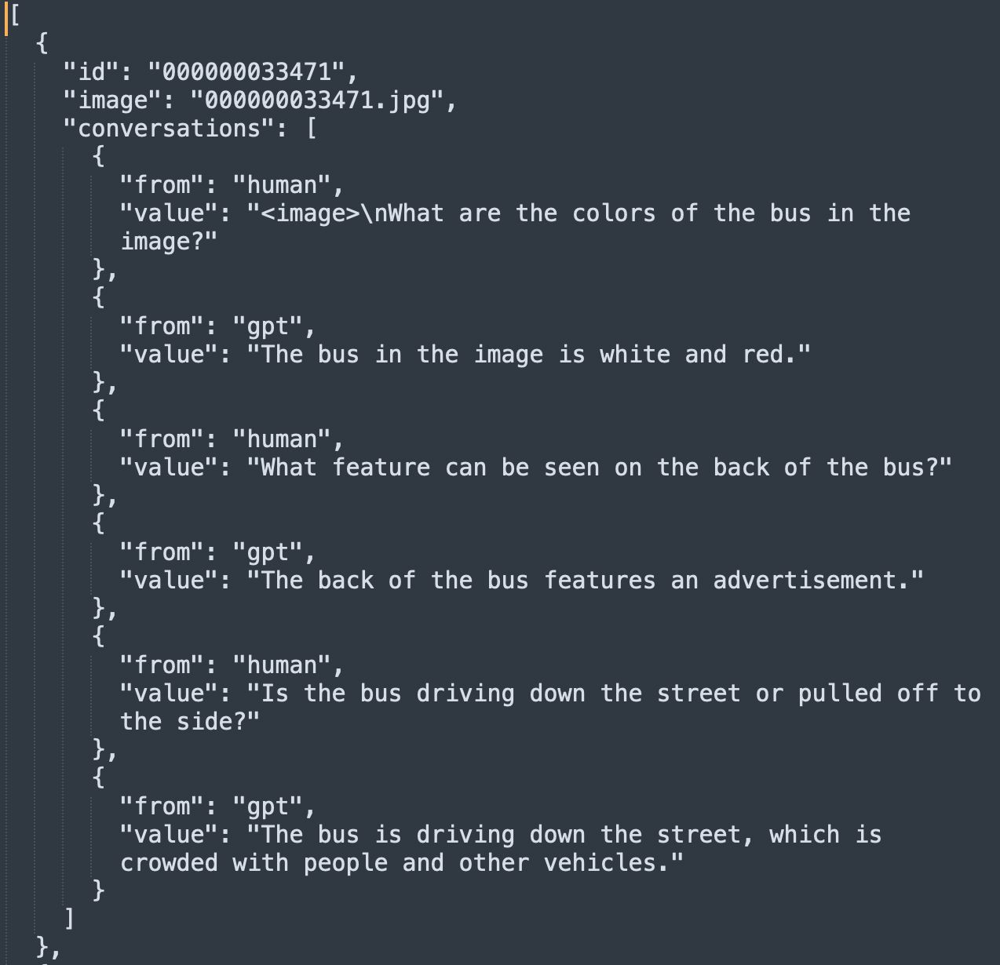 [
{
"id": "000000033471",
"image": "000000033471.jpg",
"conversations": [
{
"from": "human",
"value": "<image>\nWhat are the colors of the bus in the
image?"
},
{
"from": "gpt",
"value": "The bus in the image is white and red."
},
{
"from": "human",
"value": "What feature can be seen on the back of the bus?"
},
{
"from": "gpt",
"value": "The back of the bus features an advertisement."
},
{
"from": "human",
"value": "Is the bus driving down the street or pulled off to
the side?"
},
{
"from": "gpt",
"value": "The bus is driving down the street, which is
crowded with people and other vehicles."
}
]
},